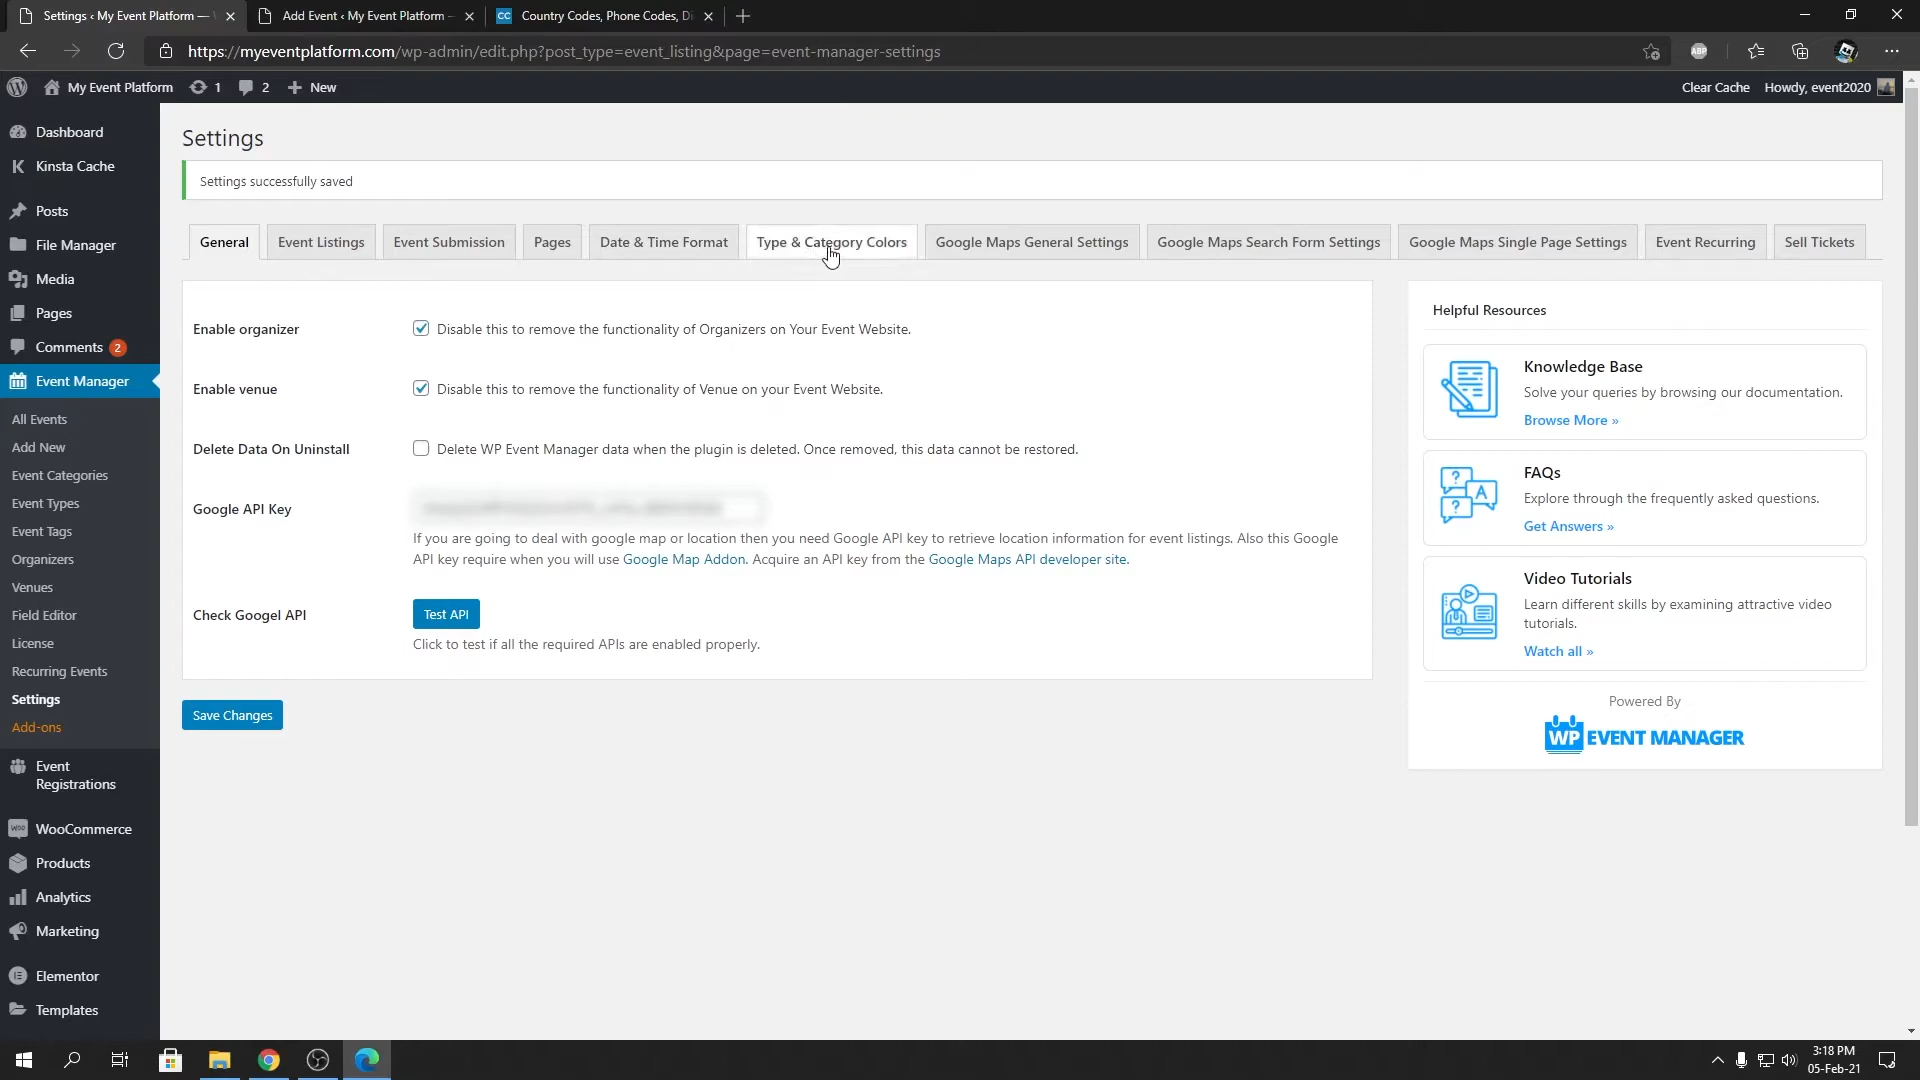 Settings ‹ My Event Platform —
Add Event ‹ My Event Platform —
CC Country Codes, Phone Codes, Di
https://myeventplatform.com/wp-admin/edit.php?post_type=event_listing&page=event-manager-settings
ABP
My Event Platform 1 2 + New Clear Cache Howdy, event2020
Dashboard
Kinsta Cache
Posts
File Manager
Media
Pages
Comments 2
Event Manager
All Events
Add New
Event Categories
Event Types
Event Tags
Organizers
Venues
Field Editor
License
Recurring Events
Settings
Add-ons
Event
Registrations
WooCommerce
Products
Analytics
Marketing
Elementor
Templates
Settings
Settings successfully saved
General Event Listings Event Submission Pages Date & Time Format Type & Category Colors Google Maps General Settings Google Maps Search Form Settings Google Maps Single Page Settings Event Recurring Sell Tickets
Enable organizer Disable this to remove the functionality of Organizers on Your Event Website.
Enable venue Disable this to remove the functionality of Venue on your Event Website.
Delete Data On Uninstall Delete WP Event Manager data when the plugin is deleted. Once removed, this data cannot be restored.
Google API Key
If you are going to deal with google map or location then you need Google API key to retrieve location information for event listings. Also this Google
API key require when you will use Google Map Addon. Acquire an API key from the Google Maps API developer site.
Check Googel API Test API
Click to test if all the required APIs are enabled properly.
Save Changes
Helpful Resources
Knowledge Base
Solve your queries by browsing our documentation.
Browse More »
FAQs
Explore through the frequently asked questions.
Get Answers »
Video Tutorials
Learn different skills by examining attractive video
tutorials.
Watch all »
Powered By
WP EVENT MANAGER
3:18 PM
05-Feb-21